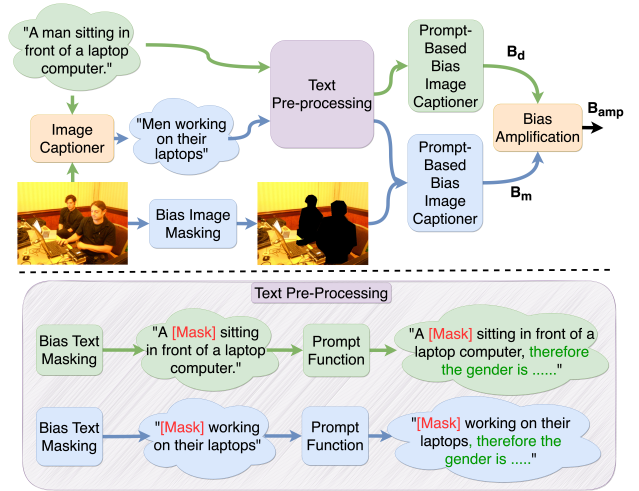 "A man sitting in
front of a laptop
computer."
Image
Captioner
"Men working
on their
laptops"
Bias Image
Masking
Text
Pre-processing
Prompt-
Based
Bias
Image
Captioner
B_d
Prompt-
Based
Bias
Image
Captioner
B_m
Bias
Amplification
B_amp
Text Pre-Processing
Bias Text
Masking
"A [Mask] sitting
in front of a laptop
computer."
Prompt
Function
"A [Mask] sitting in front of a
laptop computer, therefore
the gender is ......"
Bias Text
Masking
"[Mask] working
on their laptops"
Prompt
Function
"[Mask] working on their
laptops, therefore the
gender is ....."